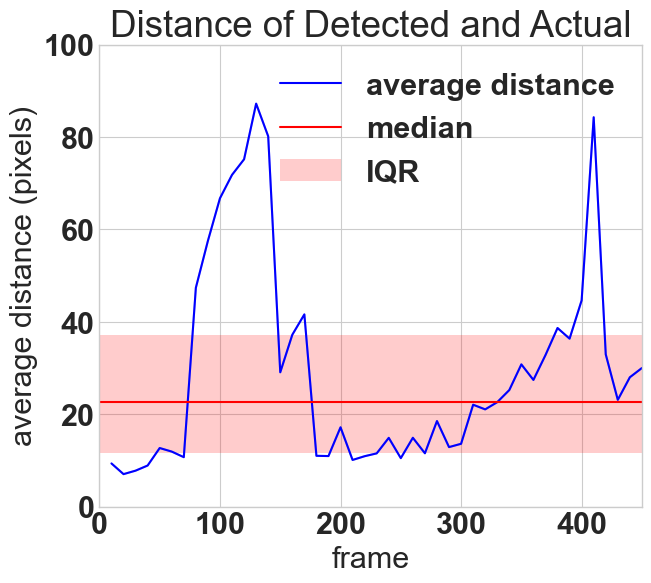 Distance of Detected and Actual
average distance (pixels)
100
80
60
40
20
0
average distance
median
IQR
0 100 200 300 400
frame